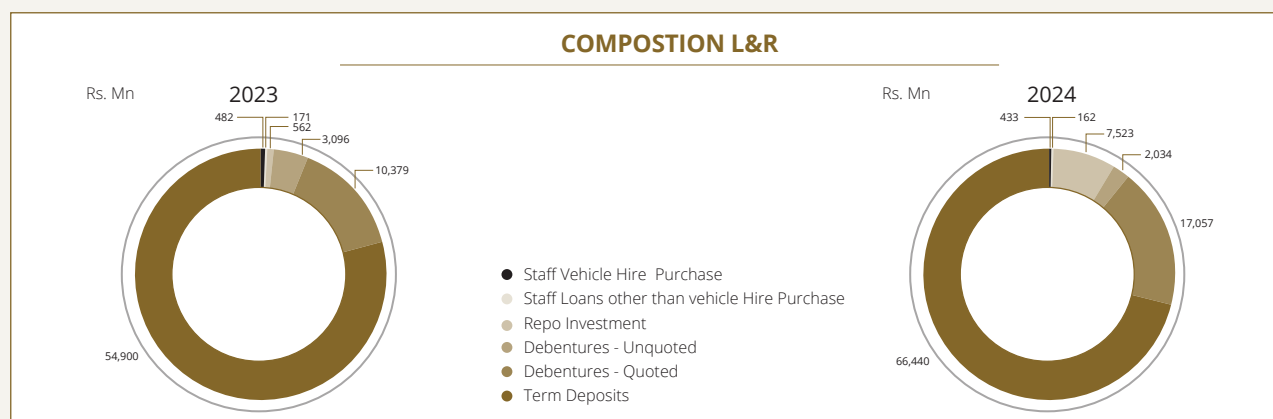 COMPOSTION L&R
Rs. Mn
2023
482
171
562
3,096
10,379
54,900
Staff Vehicle Hire Purchase
Staff Loans other than vehicle Hire Purchase
Repo Investment
Debentures - Unquoted
Debentures - Quoted
Term Deposits
Rs. Mn
2024
433
162
7,523
2,034
17,057
66,440